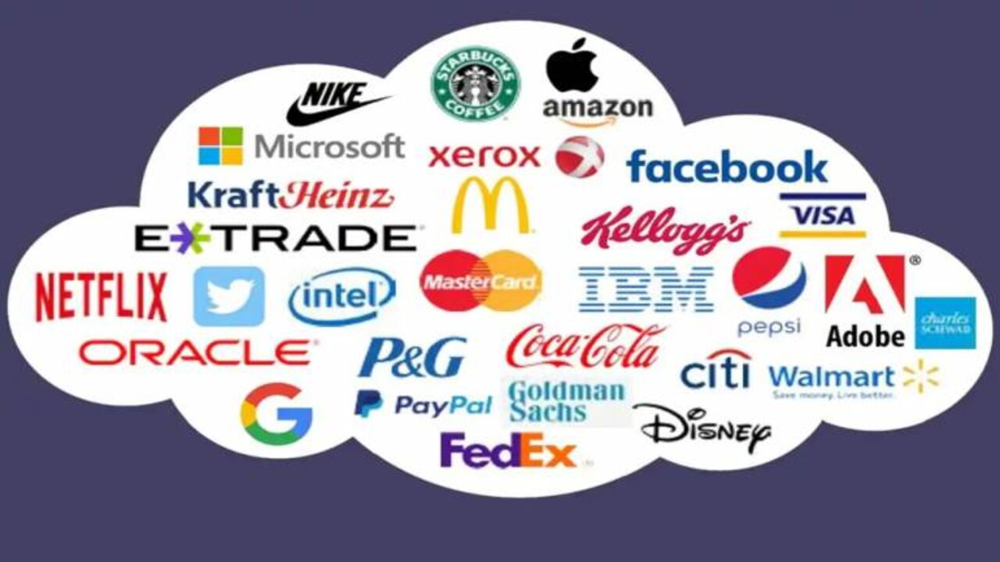 NIKE
STARBUCKS
COFFEE
amazon
Microsoft
xerox
facebook
KraftHeinz
M
VISA
E*TRADE
Kellogg's
NETFLIX
intel
MasterCard
IBM
pepsi
Adobe
charles
SCHWAB
ORACLE
P&G
Coca-Cola
citi
Walmart
Save money. Live better.
G
PayPal
Goldman
Sachs
DISNEY
FedEx